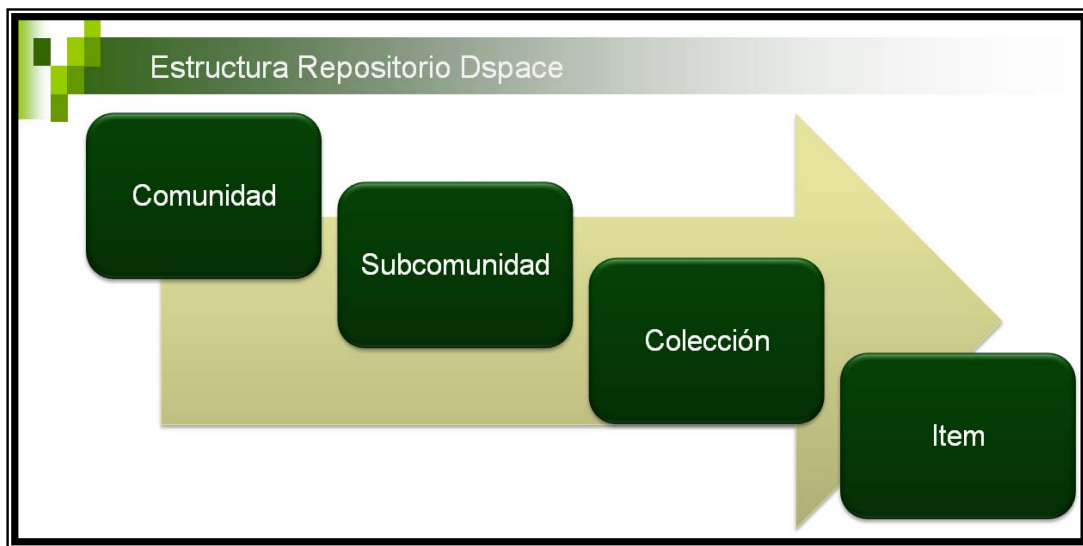 Estructura Repositorio Dspace
Comunidad
Subcomunidad
Colección
Item